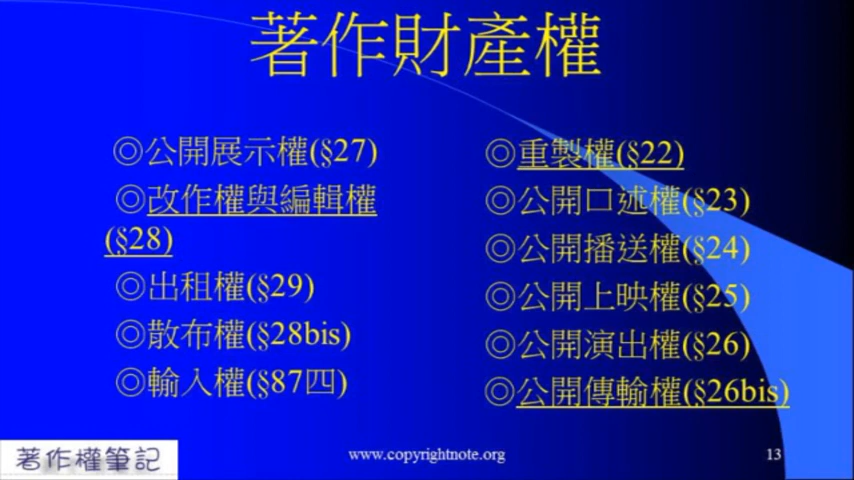 著作財產權
◎公開展示權(§27)
◎改作權與編輯權
(§28)
◎出租權(§29)
◎散布權(§28bis)
◎輸入權(§87四)
◎重製權(§22)
◎公開口述權(§23)
◎公開播送權(§24)
◎公開上映權(§25)
◎公開演出權(§26)
◎公開傳輸權(§26bis)
著作權筆記
www.copyrightnote.org
13